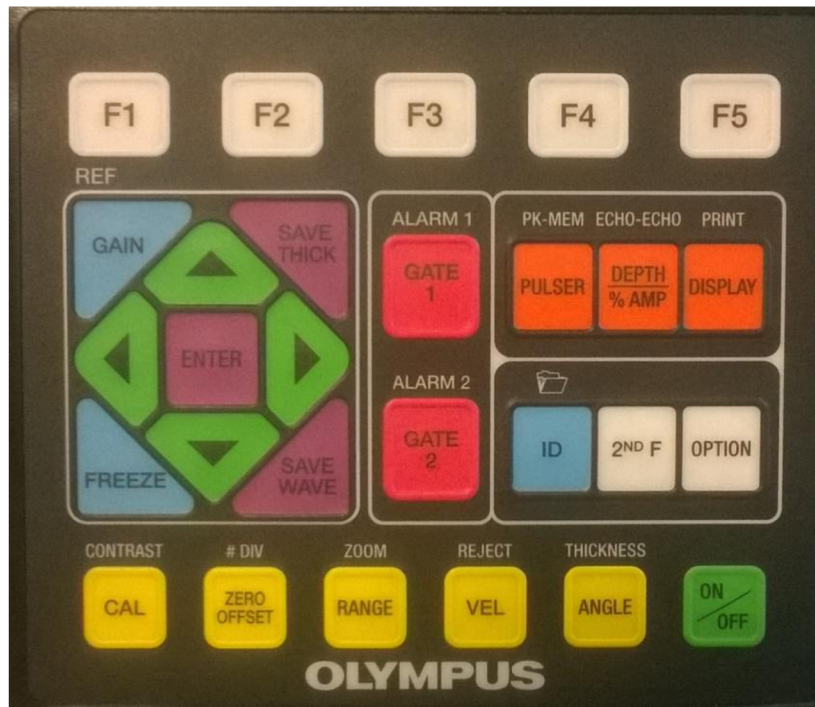 F1 F2 F3 F4 F5
REF
GAIN
SAVE
THICK
ENTER
FREEZE
SAVE
WAVE
ALARM 1
GATE
1
ALARM 2
GATE
2
PK-MEM ECHO-ECHO PRINT
PULSER
DEPTH
% AMP
DISPLAY
ID
2ND F
OPTION
CONTRAST # DIV ZOOM REJECT THICKNESS
CAL
ZERO
OFFSET
RANGE
VEL
ANGLE
ON
OFF
OLYMPUS